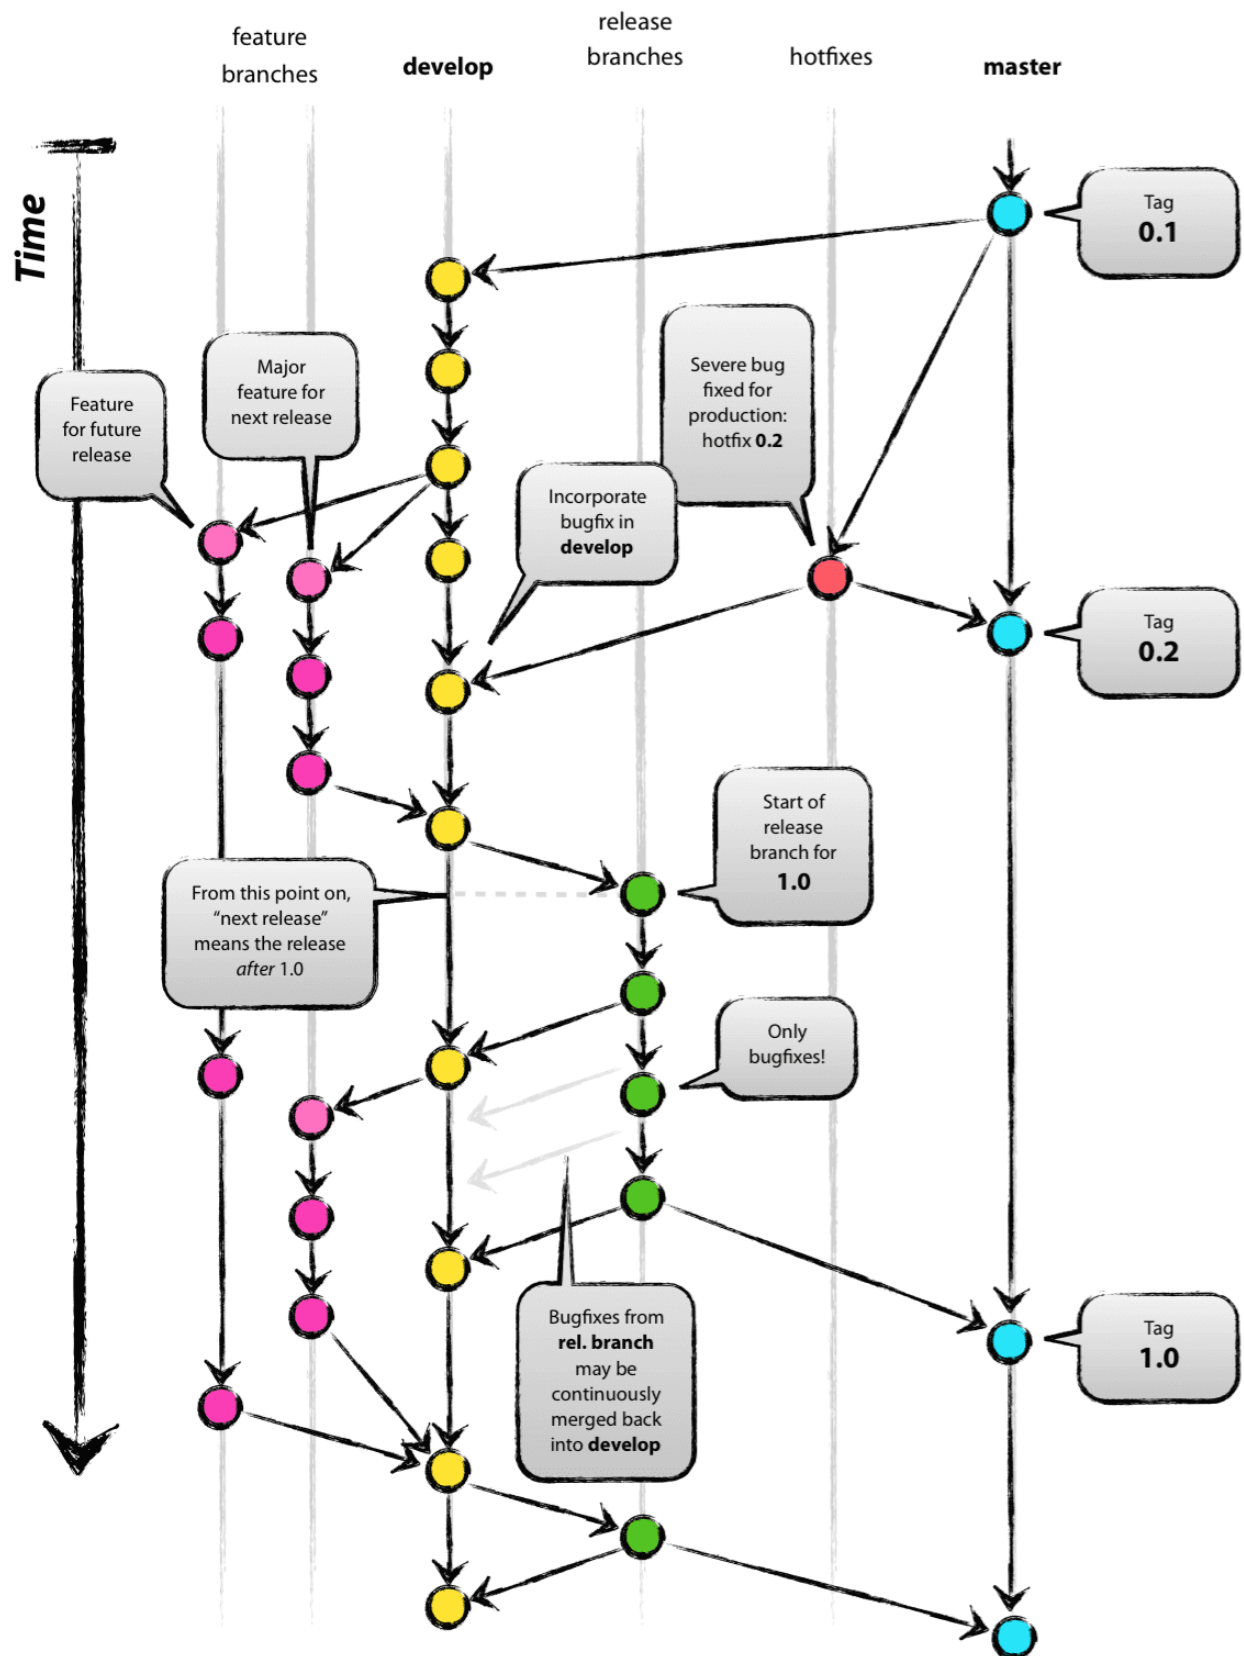 feature
branches
develop
release
branches
hotfixes
master
Time
Tag
0.1
Major
feature for
next release
Feature
for future
release
Severe bug
fixed for
production:
hotfix 0.2
Incorporate
bugfix in
develop
Tag
0.2
Start of
release
branch for
1.0
From this point on,
“next release”
means the release
after 1.0
Only
bugfixes!
Bugfixes from
rel. branch
may be
continuously
merged back
into develop
Tag
1.0